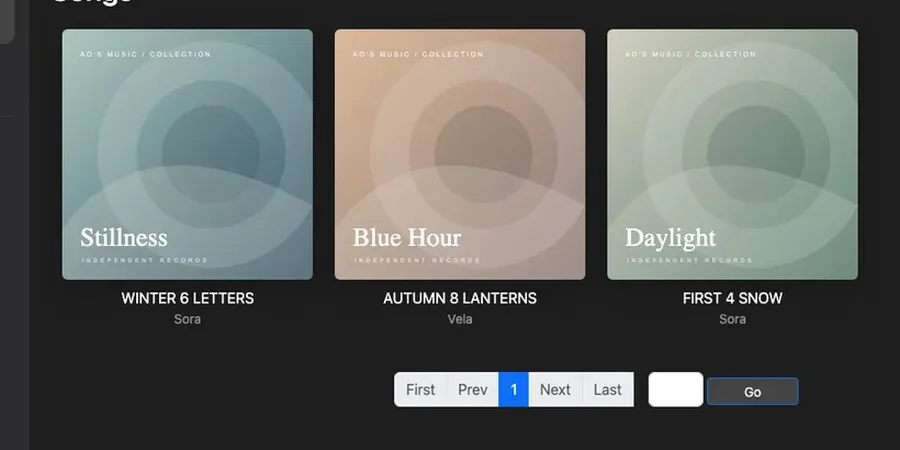 Songs
AO'S MUSIC / COLLECTION
Stillness
INDEPENDENT RECORDS
WINTER 6 LETTERS
Sora
AO'S MUSIC / COLLECTION
Blue Hour
INDEPENDENT RECORDS
AUTUMN 8 LANTERNS
Vela
AO'S MUSIC / COLLECTION
Daylight
INDEPENDENT RECORDS
FIRST 4 SNOW
Sora
First Prev 1 Next Last Go